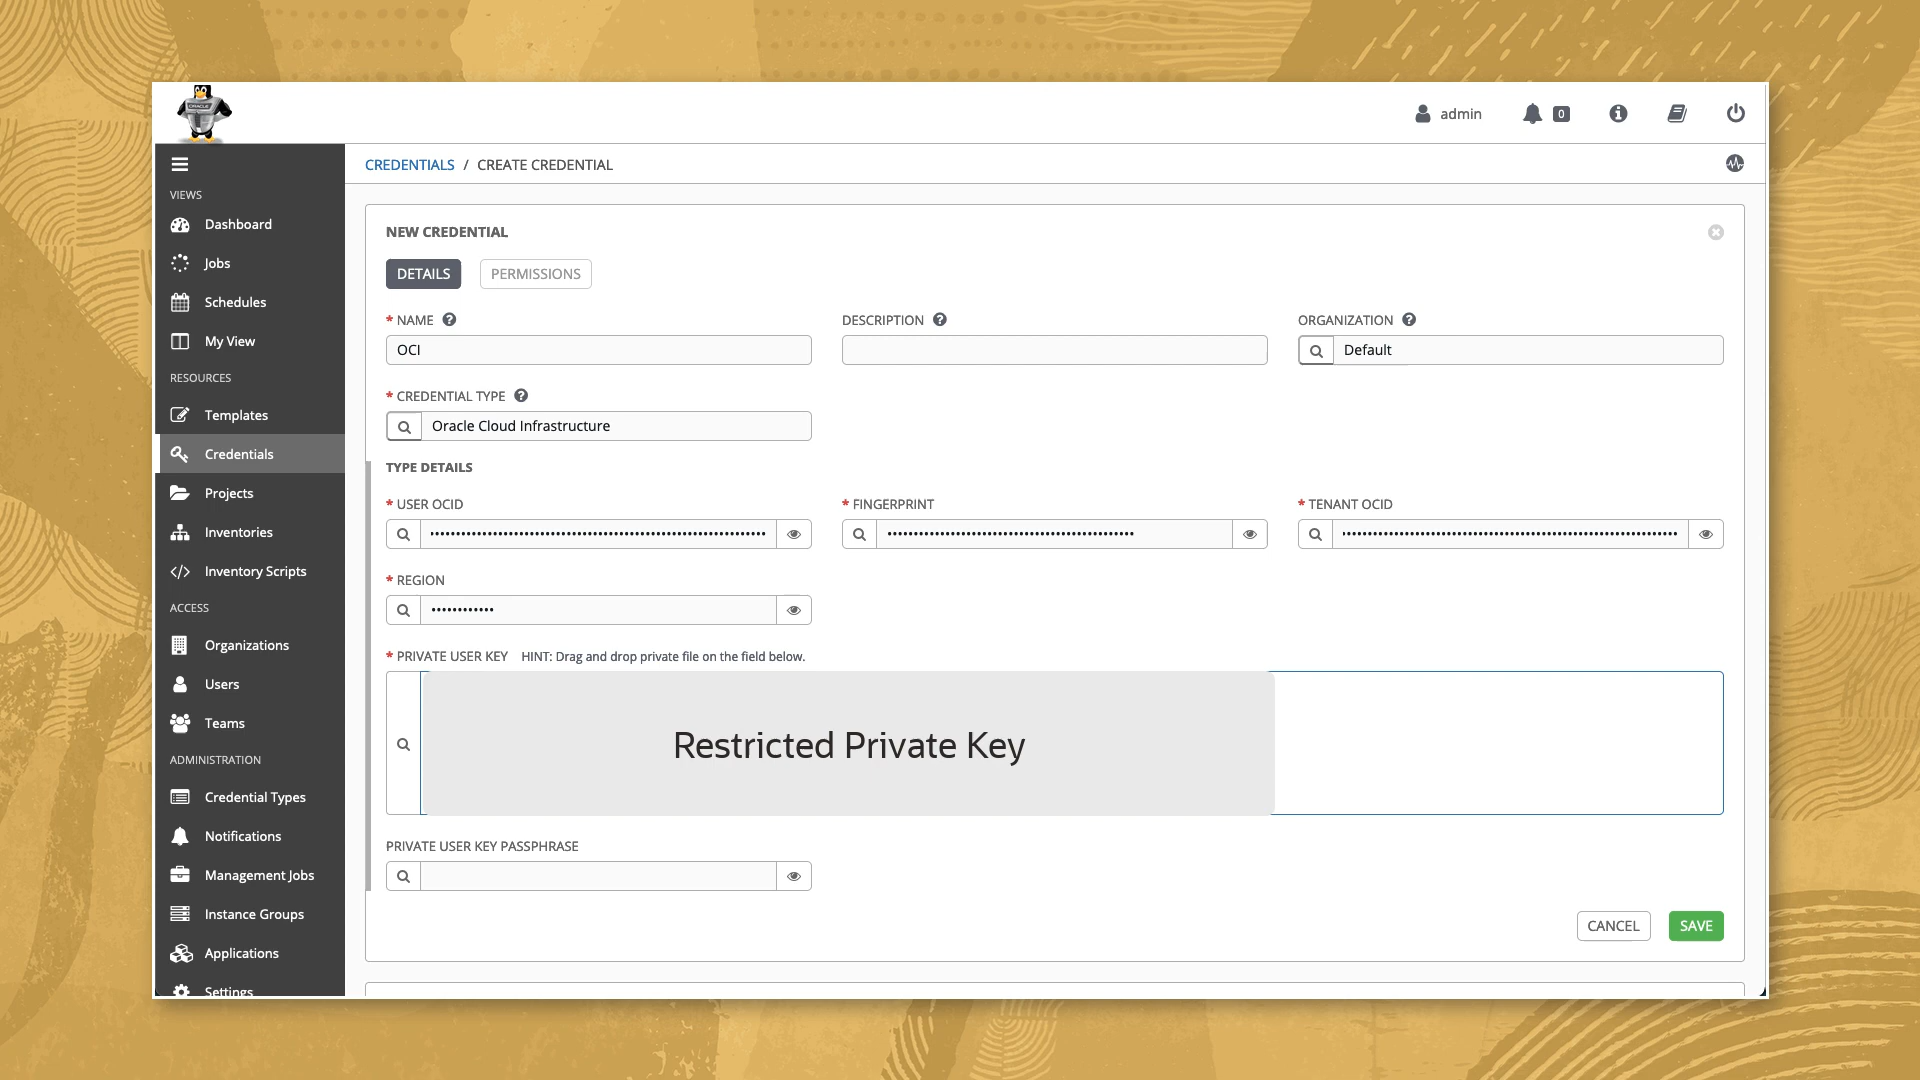 ORACLE
admin
0
CREDENTIALS / CREATE CREDENTIAL
VIEWS
Dashboard
Jobs
Schedules
My View
RESOURCES
Templates
Credentials
Projects
Inventories
Inventory Scripts
ACCESS
Organizations
Users
Teams
ADMINISTRATION
Credential Types
Notifications
Management Jobs
Instance Groups
Applications
Settings
NEW CREDENTIAL
DETAILS PERMISSIONS
* NAME DESCRIPTION ORGANIZATION
OCI Default
* CREDENTIAL TYPE
Oracle Cloud Infrastructure
TYPE DETAILS
* USER OCID * FINGERPRINT * TENANT OCID
* REGION
* PRIVATE USER KEY HINT: Drag and drop private file on the field below.
Restricted Private Key
PRIVATE USER KEY PASSPHRASE
CANCEL SAVE